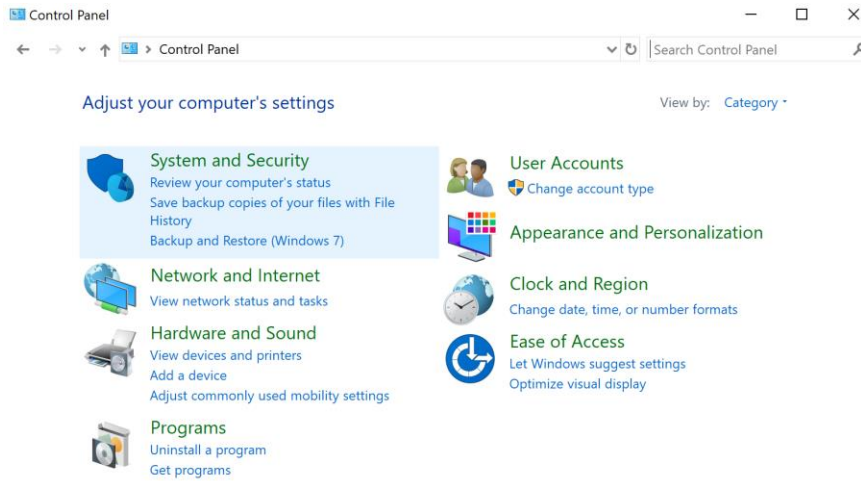 Control Panel
Control Panel
Search Control Panel
Adjust your computer's settings
View by: Category
System and Security
Review your computer's status
Save backup copies of your files with File
History
Backup and Restore (Windows 7)
Network and Internet
View network status and tasks
Hardware and Sound
View devices and printers
Add a device
Adjust commonly used mobility settings
Programs
Uninstall a program
Get programs
User Accounts
Change account type
Appearance and Personalization
Clock and Region
Change date, time, or number formats
Ease of Access
Let Windows suggest settings
Optimize visual display